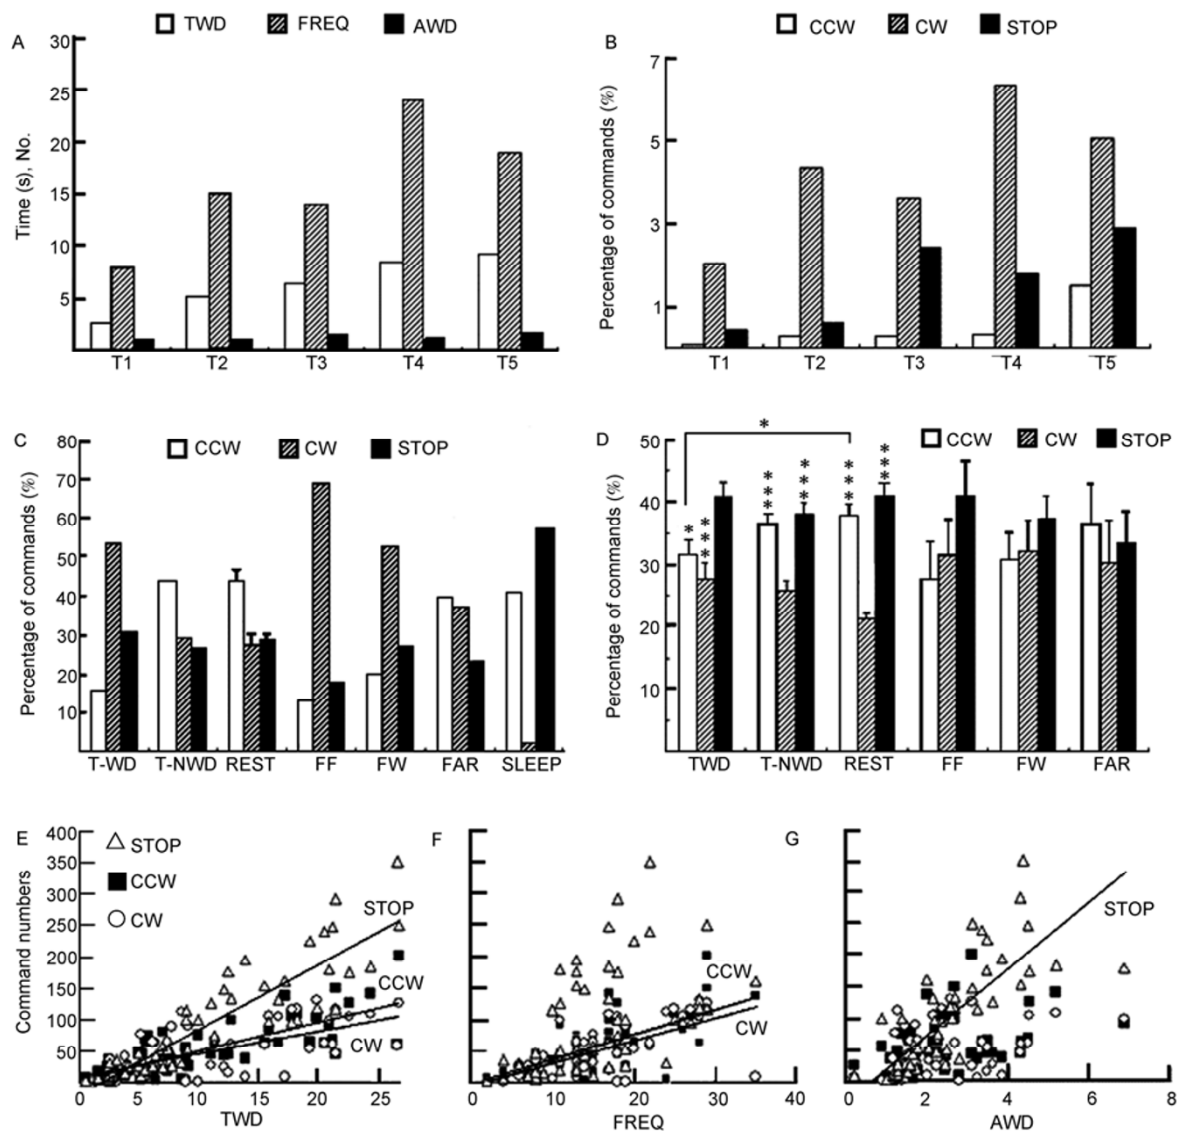 A
TWD FREQ AWD
Time (s), No.
30
25
20
15
10
5
T1 T2 T3 T4 T5
B
CCW CW STOP
Percentage of commands (%)
7
5
3
1
T1 T2 T3 T4 T5
C
CCW CW STOP
Percentage of commands (%)
80
70
60
50
40
30
20
10
T-WD T-NWD REST FF FW FAR SLEEP
D
CCW CW STOP
Percentage of commands (%)
50
40
30
20
10
*
* *** *** *** *** ***
TWD T-NWD REST FF FW FAR
E
STOP
CCW
CW
Command numbers
400
350
300
250
200
150
100
50
STOP
CCW
CW
0 5 10 15 20 25
TWD
F
CCW
CW
0 10 20 30 40
FREQ
G
STOP
0 2 4 6 8
AWD